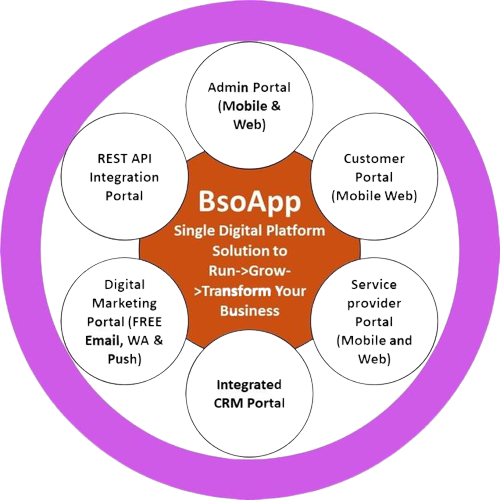 Admin Portal
(Mobile &
Web)
REST API
Integration
Portal
Customer
Portal
(Mobile Web)
BsoApp
Single Digital Platform
Solution to
Run->Grow-
>Transform Your
Business
Digital
Marketing
Portal (FREE
Email, WA &
Push)
Service
provider
Portal
(Mobile and
Web)
Integrated
CRM Portal